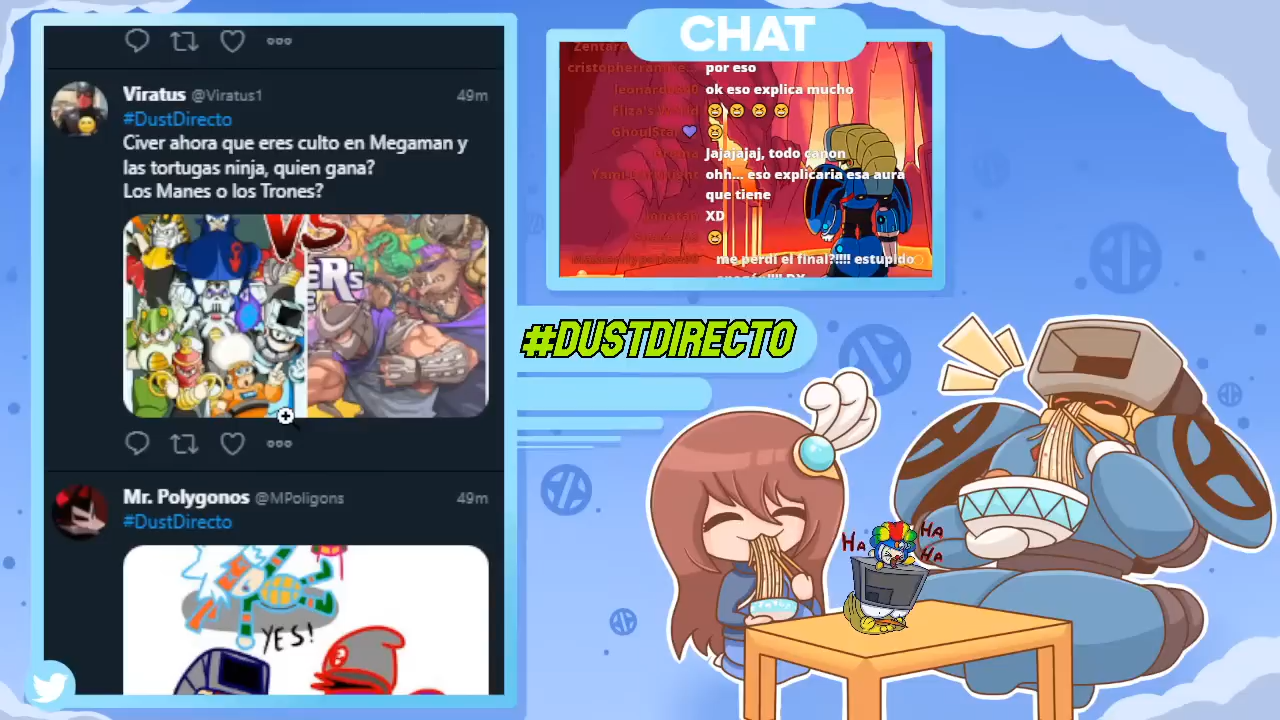 Viratus @Viratus1 49m
#DustDirecto
Civer ahora que eres culto en Megaman y
las tortugas ninja, quien gana?
Los Manes o los Trones?
VS
Mr. Polygonos @MPoligons 49m
#DustDirecto
YES!
CHAT
por eso
ok eso explica mucho
GhoulStar
Jajajajaj, todo canon
ohh... eso explicaria esa aura
que tiene
XD
me perdi el final?!!!! estupido
#DUSTDIRECTO
HA
HA
HA